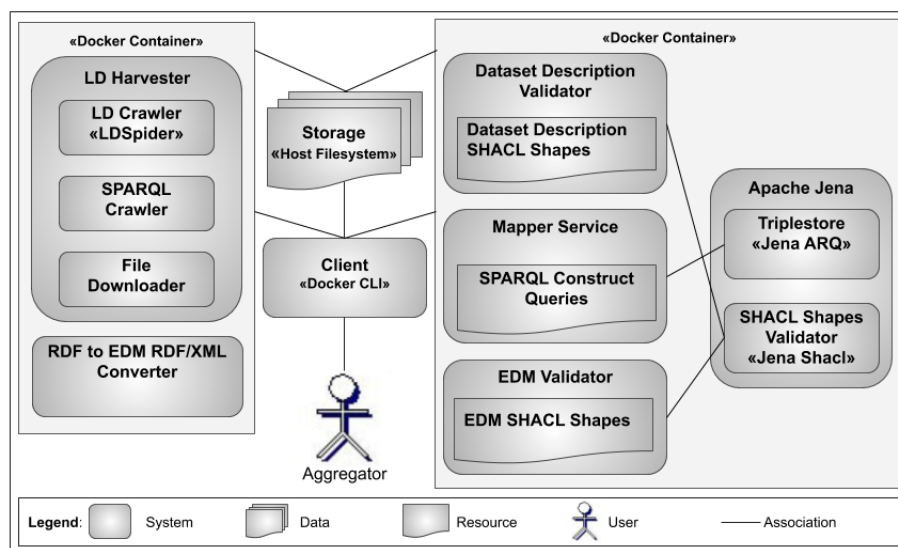 «Docker Container»
LD Harvester
LD Crawler
«LDSpider»
SPARQL
Crawler
File
Downloader
RDF to EDM RDF/XML
Converter
Storage
«Host Filesystem»
Client
«Docker CLI»
Aggregator
«Docker Container»
Dataset Description
Validator
Dataset Description
SHACL Shapes
Mapper Service
SPARQL Construct
Queries
EDM Validator
EDM SHACL Shapes
Apache Jena
Triplestore
«Jena ARQ»
SHACL Shapes
Validator
«Jena Shacl»
Legend:
System
Data
Resource
User
Association